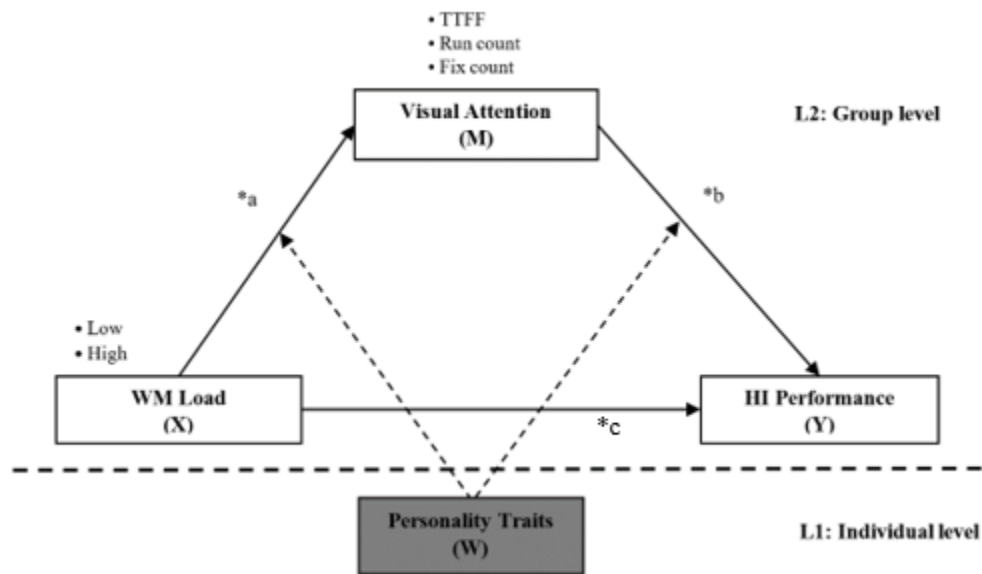 • TTFF
• Run count
• Fix count
Visual Attention
(M)
L2: Group level
*a
*b
• Low
• High
WM Load
(X)
HI Performance
(Y)
*c
Personality Traits
(W)
L1: Individual level